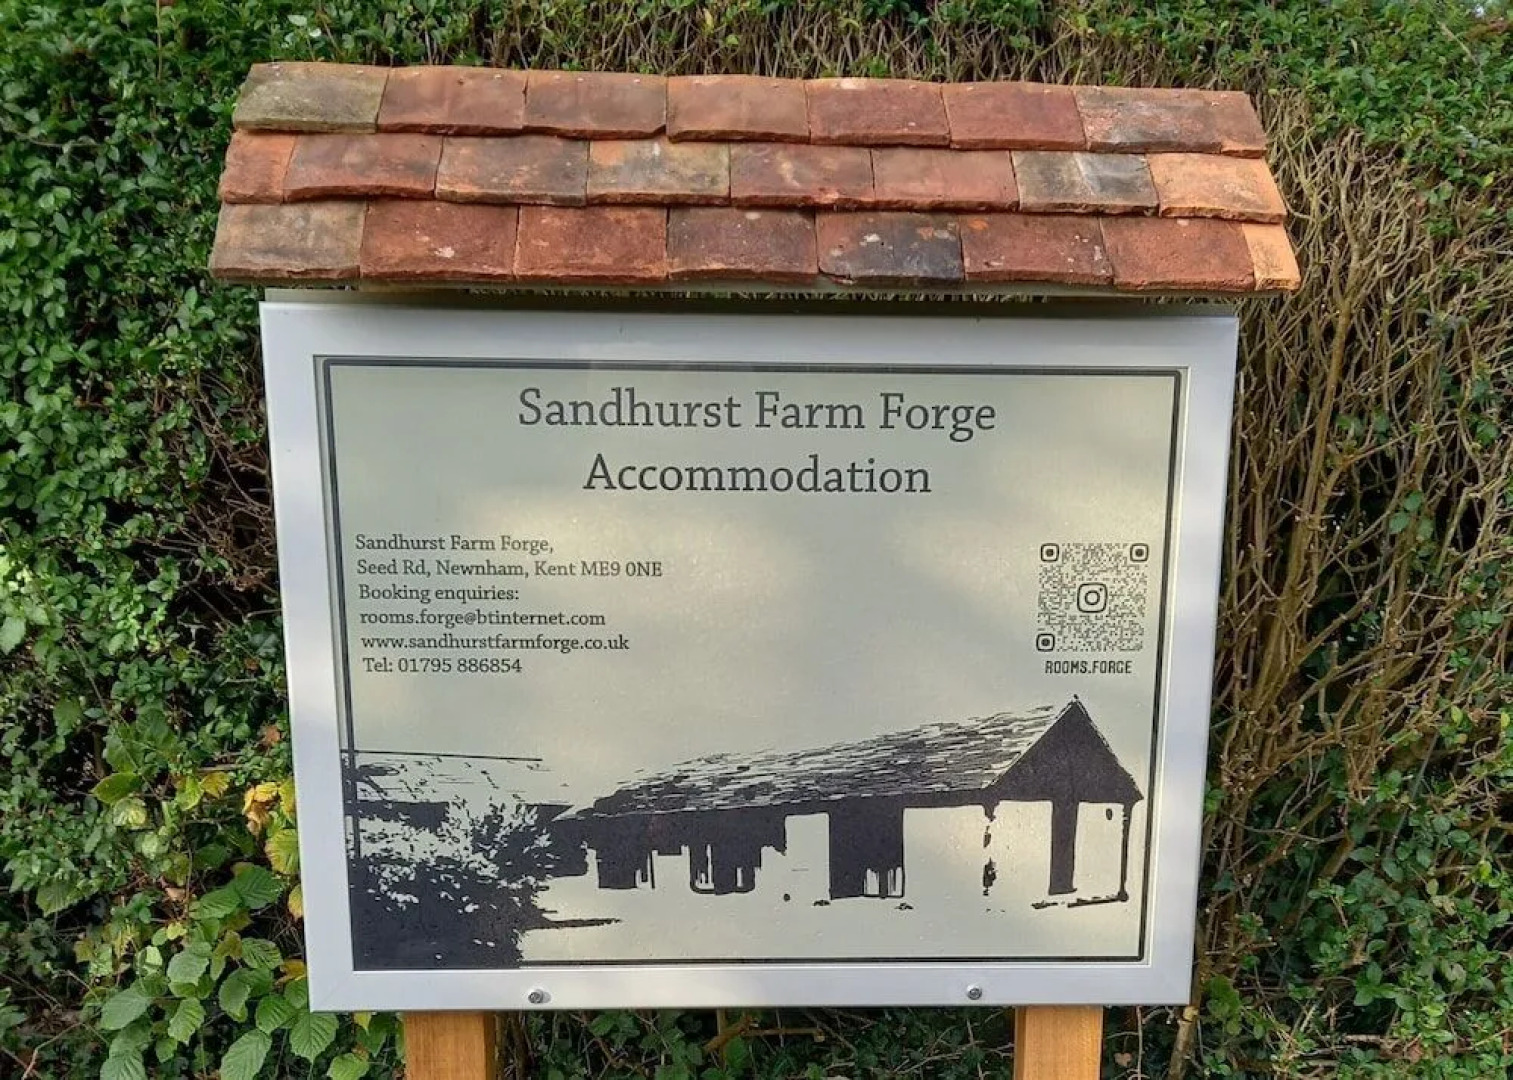 Sandhurst Farm Forge
Accommodation
Sandhurst Farm Forge,
Seed Rd, Newnham, Kent ME9 0NE
Booking enquiries:
rooms.forge@btinternet.com
www.sandhurstfarmforge.co.uk
Tel: 01795 886854
ROOMS.FORGE